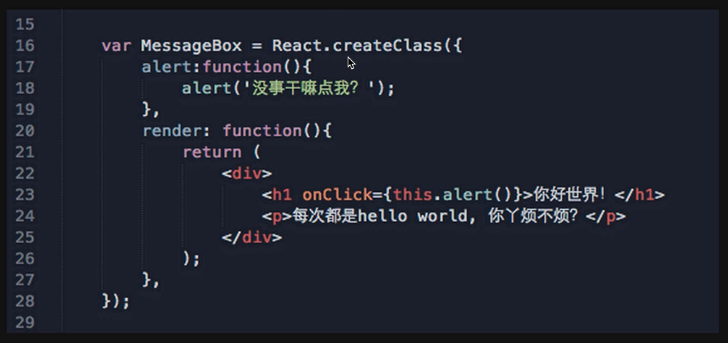 15
16 var MessageBox = React.createClass({
17 alert:function(){
18 alert('没事干嘛点我？');
19 },
20 render: function(){
21 return (
22 <div>
23 <h1 onClick={this.alert()}>你好世界！</h1>
24 <p>每次都是hello world, 你丫烦不烦？</p>
25 </div>
26 );
27 },
28 });
29